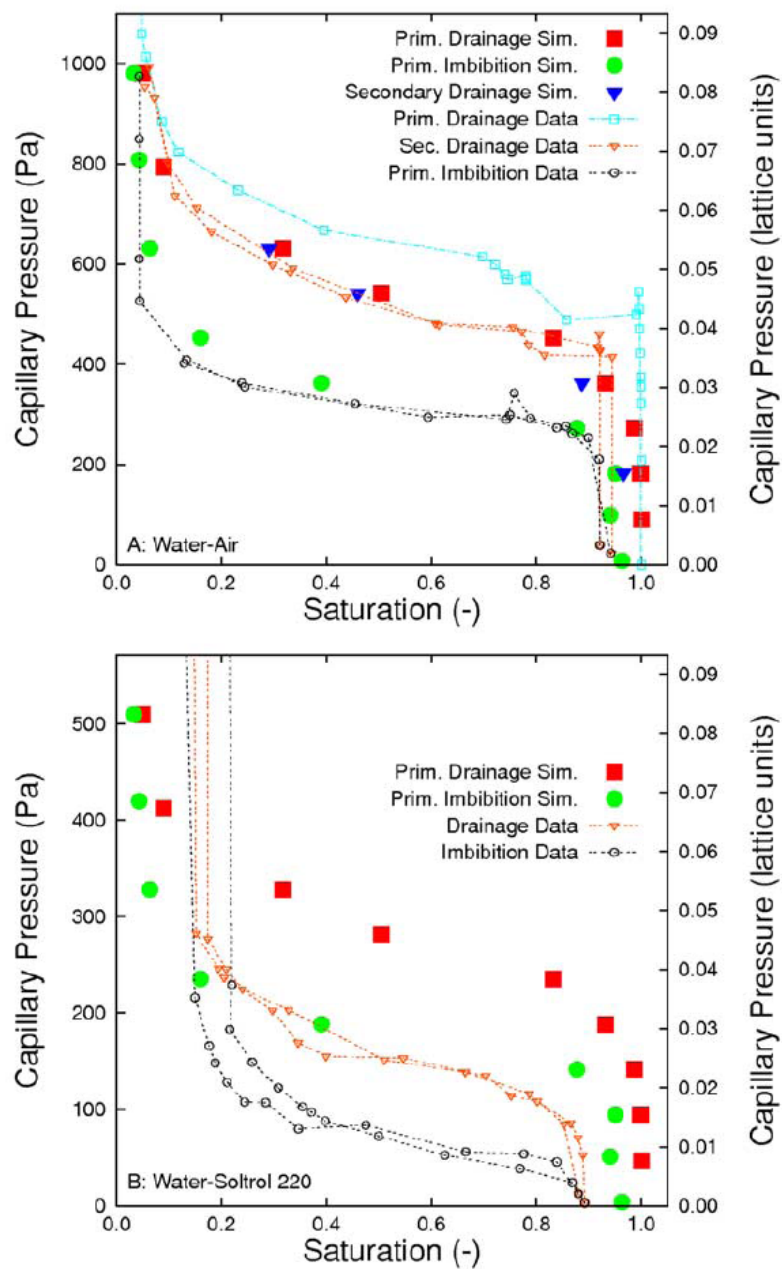 Prim. Drainage Sim.
Prim. Imbibition Sim.
Secondary Drainage Sim.
Prim. Drainage Data
Sec. Drainage Data
Prim. Imbibition Data
Capillary Pressure (Pa)
1000
800
600
400
200
0
Capillary Pressure (lattice units)
0.09
0.08
0.07
0.06
0.05
0.04
0.03
0.02
0.01
0.00
A: Water-Air
0.0 0.2 0.4 0.6 0.8 1.0
Saturation (-)
Prim. Drainage Sim.
Prim. Imbibition Sim.
Drainage Data
Imbibition Data
Capillary Pressure (Pa)
500
400
300
200
100
0
Capillary Pressure (lattice units)
0.09
0.08
0.07
0.06
0.05
0.04
0.03
0.02
0.01
0.00
B: Water-Soltrol 220
0.0 0.2 0.4 0.6 0.8 1.0
Saturation (-)